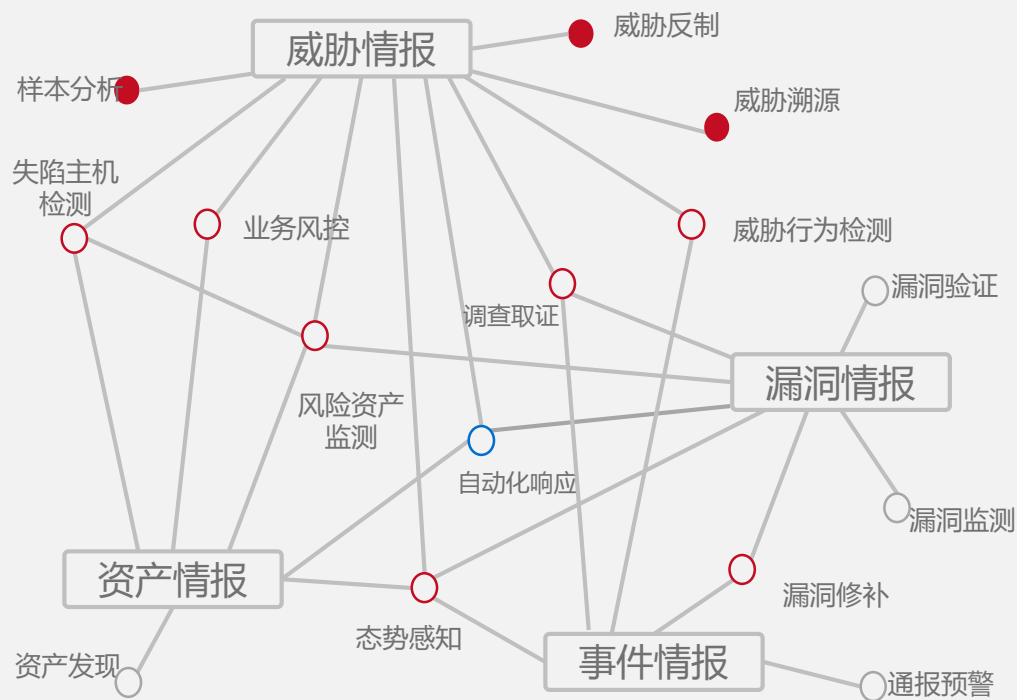 威胁反制
威胁情报
样本分析
威胁溯源
失陷主机
检测
业务风控
威胁行为检测
漏洞验证
调查取证
漏洞情报
风险资产
监测
自动化响应
漏洞监测
资产情报
漏洞修补
态势感知
事件情报
资产发现
通报预警